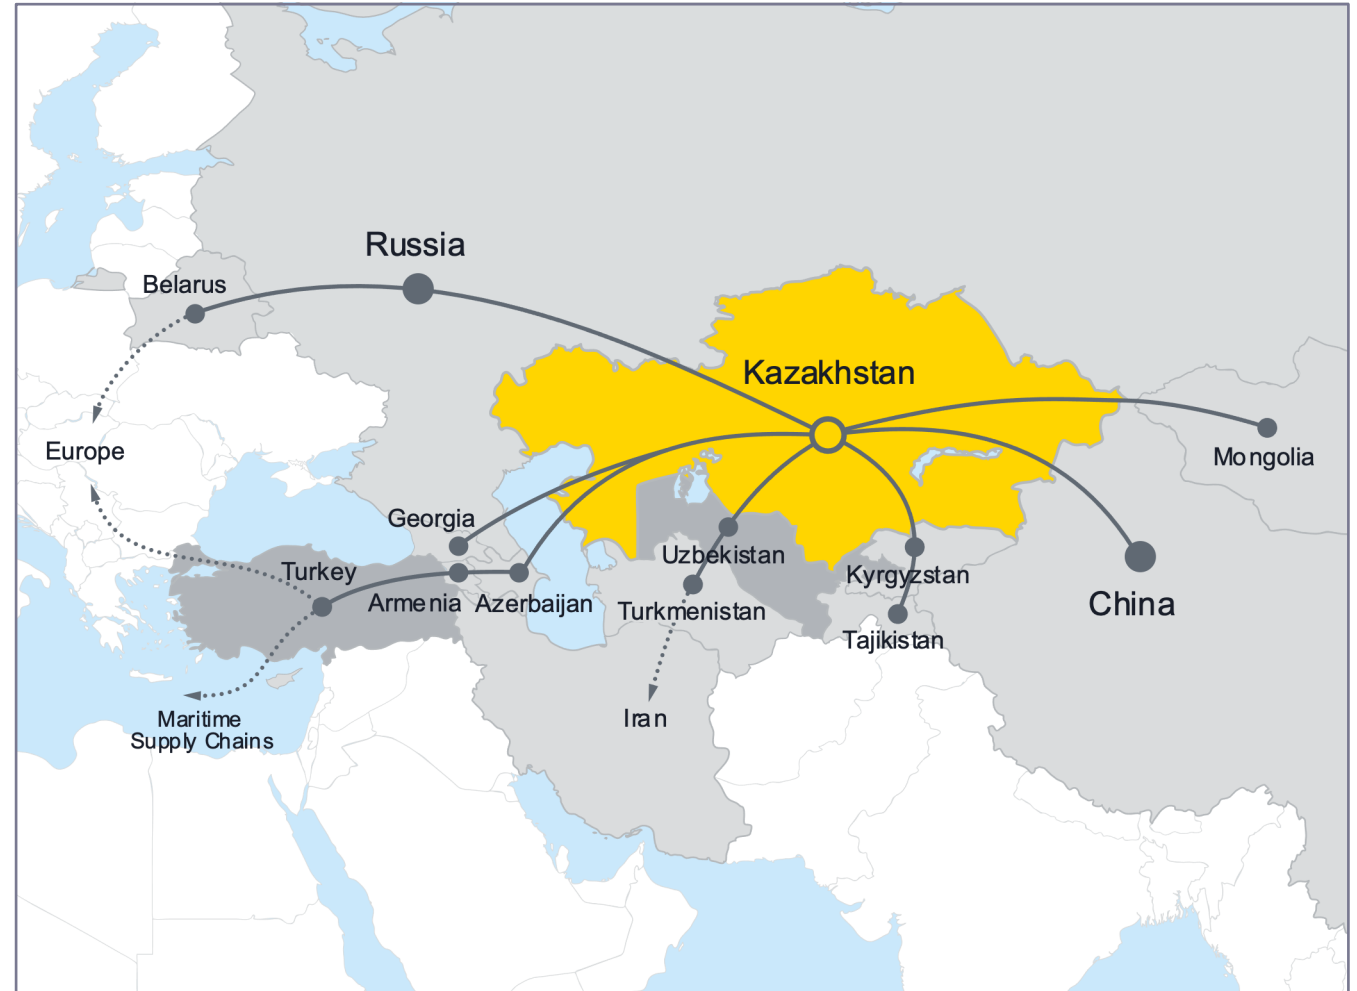 Russia
Belarus
Kazakhstan
Europe
Mongolia
Georgia
Uzbekistan
Turkey
Kyrgyzstan
Armenia
Azerbaijan
China
Turkmenistan
Tajikistan
Iran
Maritime
Supply Chains